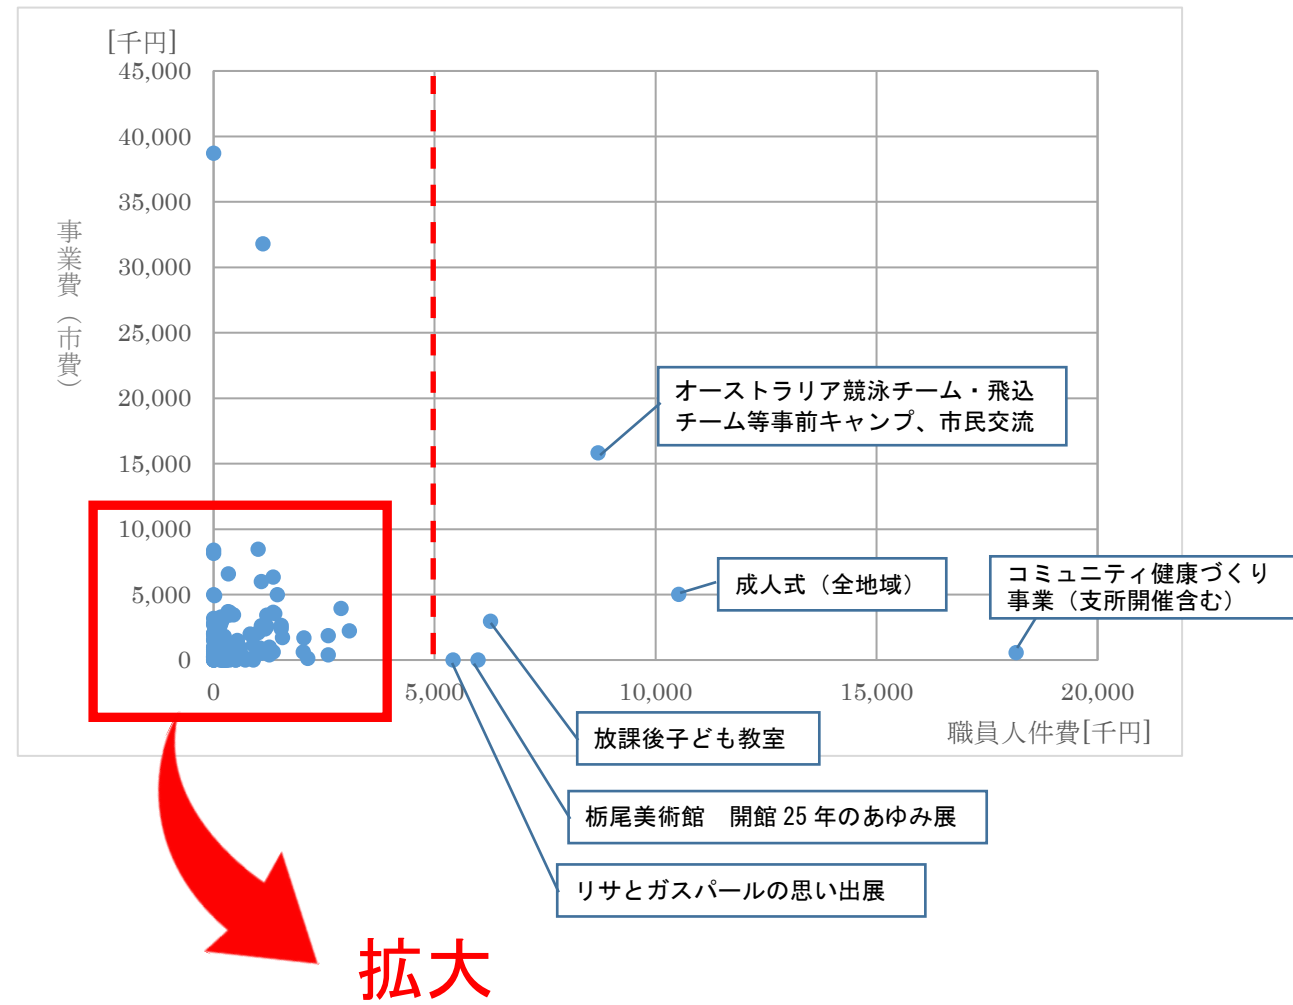 [千円]
45,000
40,000
35,000
30,000
25,000
20,000
15,000
10,000
5,000
0
事業費（市費）
0
5,000
10,000
15,000
20,000
職員人件費[千円]
オーストラリア競泳チーム・飛込
チーム等事前キャンプ、市民交流
成人式（全地域）
コミュニティ健康づくり
事業（支所開催含む）
放課後子ども教室
栃尾美術館　開館 25 年のあゆみ展
リサとガスパールの思い出展
拡大